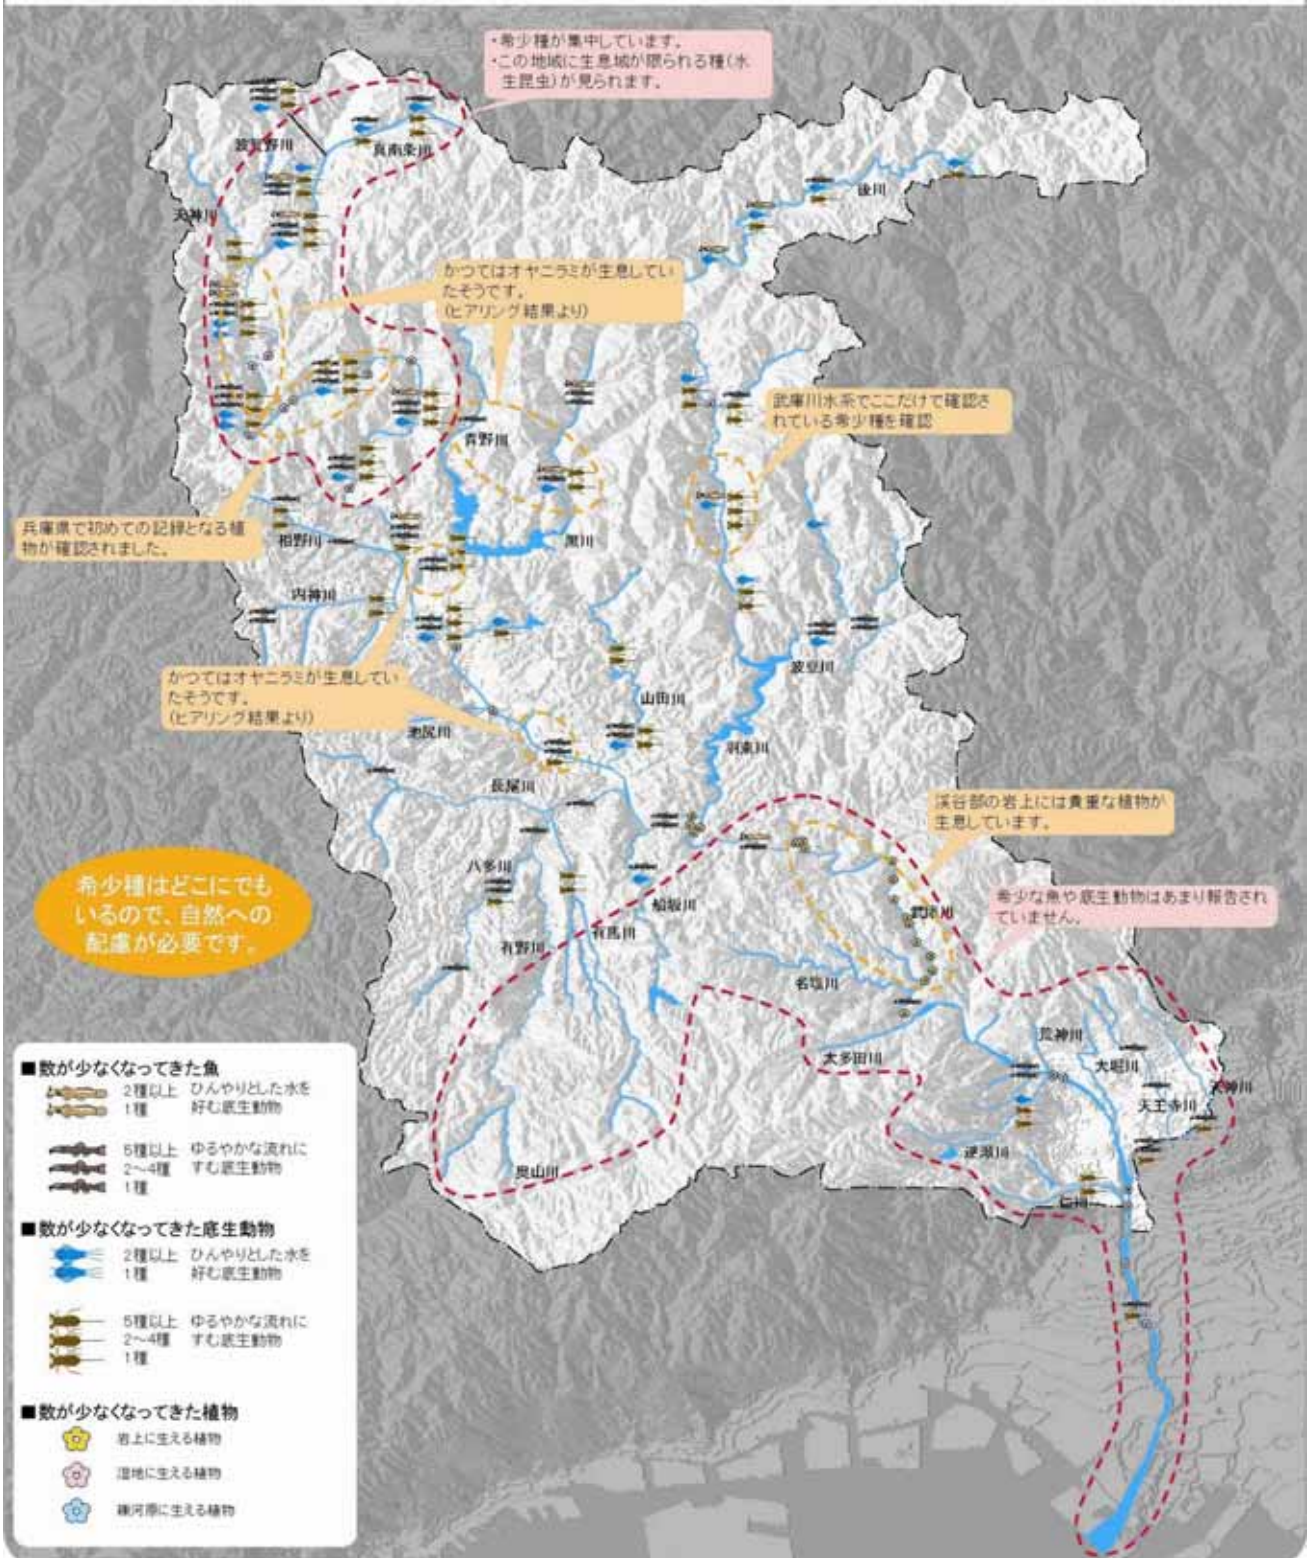 ・希少種が集中しています。
・この地域に生息域が限られる種(水
生昆虫)が見られます。
波賀野川
真南条川
天神川
後川
かつてはオヤニラミが生息してい
たそうです。
(ヒアリング結果より)
武庫川水系でここだけで確認さ
れている希少種を確認
青野川
兵庫県で初めての記録となる植
物が確認されました。
相野川
黒川
内神川
波豆川
かつてはオヤニラミが生息してい
たそうです。
(ヒアリング結果より)
山田川
池尻川
羽束川
長尾川
渓谷部の岩上には貴重な植物が
生息しています。
希少種はどこにでも
いるので、自然への
配慮が必要です。
八多川
船坂川
武庫川
希少な魚や底生動物はあまり報告され
ていません。
有野川
有馬川
名塩川
荒神川
太多田川
大堀川
天神川
天王寺川
逆瀬川
奥山川
仁川
■数が少なくなってきた魚
2種以上 ひんやりとした水を
1種 好む底生動物
5種以上 ゆるやかな流れに
2～4種 すむ底生動物
1種
■数が少なくなってきた底生動物
2種以上 ひんやりとした水を
1種 好む底生動物
5種以上 ゆるやかな流れに
2～4種 すむ底生動物
1種
■数が少なくなってきた植物
岩上に生える植物
湿地に生える植物
礫河原に生える植物